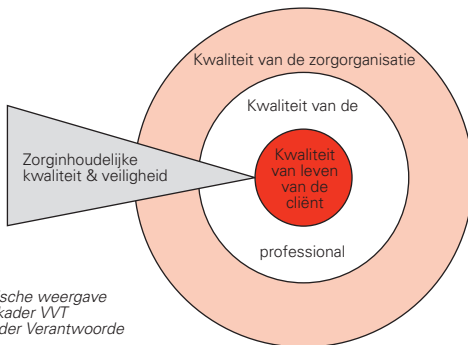 Kwaliteit van de zorgorganisatie
Kwaliteit van de
Zorginhoudelijke
kwaliteit & veiligheid
Kwaliteit
van leven
van de
cliënt
professional
sche weergave
kader VVT
der Verantwoorde